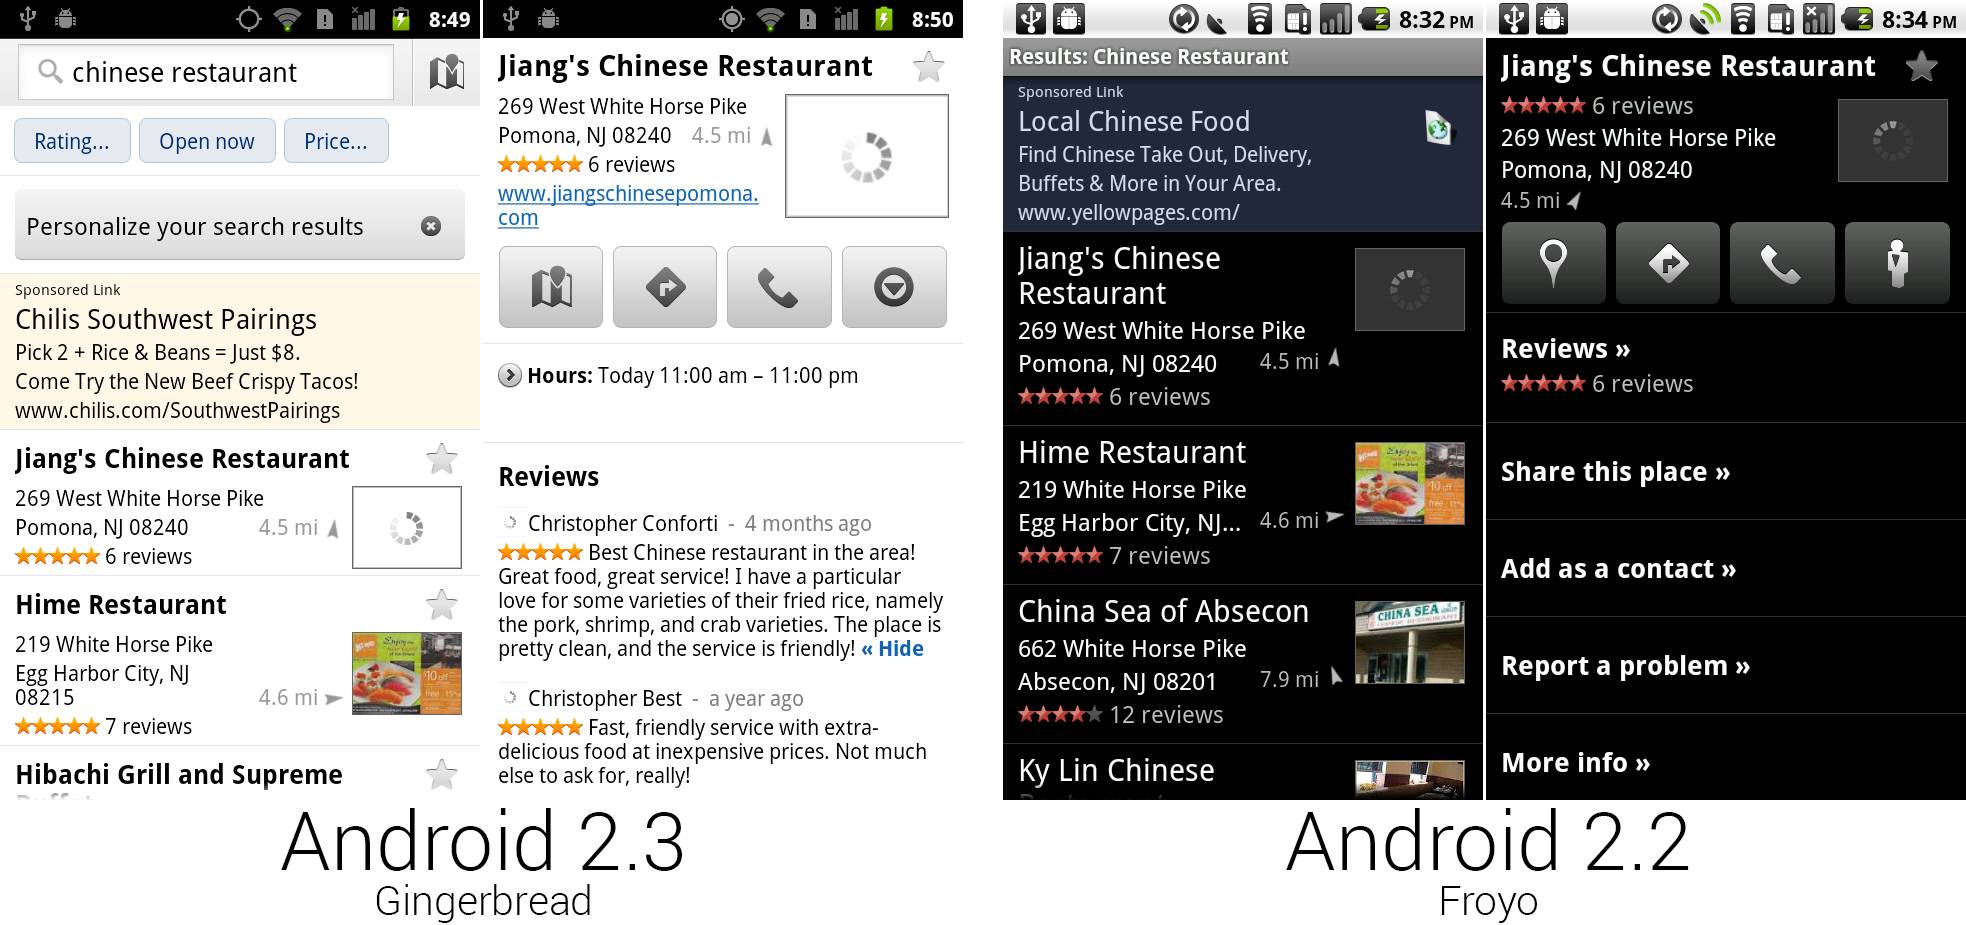 8:49
chinese restaurant
Rating...
Open now
Price...
Personalize your search results
Sponsored Link
Chilis Southwest Pairings
Pick 2 + Rice & Beans = Just $8.
Come Try the New Beef Crispy Tacos!
www.chilis.com/SouthwestPairings
Jiang's Chinese Restaurant
269 West White Horse Pike
Pomona, NJ 08240 4.5 mi
6 reviews
Hime Restaurant
219 White Horse Pike
Egg Harbor City, NJ
08215 4.6 mi
7 reviews
Hibachi Grill and Supreme
Buffet
8:50
Jiang's Chinese Restaurant
269 West White Horse Pike
Pomona, NJ 08240 4.5 mi
6 reviews
www.jiangschinesepomona.
com
Hours: Today 11:00 am – 11:00 pm
Reviews
Christopher Conforti - 4 months ago
Best Chinese restaurant in the area!
Great food, great service! I have a particular
love for some varieties of their fried rice, namely
the pork, shrimp, and crab varieties. The place is
pretty clean, and the service is friendly! « Hide
Christopher Best - a year ago
Fast, friendly service with extra-
delicious food at inexpensive prices. Not much
else to ask for, really!
Android 2.3
Gingerbread
8:32 PM
Results: Chinese Restaurant
Sponsored Link
Local Chinese Food
Find Chinese Take Out, Delivery,
Buffets & More in Your Area.
www.yellowpages.com/
Jiang's Chinese
Restaurant
269 West White Horse Pike
Pomona, NJ 08240 4.5 mi
6 reviews
Hime Restaurant
219 White Horse Pike
Egg Harbor City, NJ... 4.6 mi
7 reviews
China Sea of Absecon
662 White Horse Pike
Absecon, NJ 08201 7.9 mi
12 reviews
CHINA SEA
Ky Lin Chinese
8:34 PM
Jiang's Chinese Restaurant
6 reviews
269 West White Horse Pike
Pomona, NJ 08240
4.5 mi
Reviews »
6 reviews
Share this place »
Add as a contact »
Report a problem »
More info »
Android 2.2
Froyo